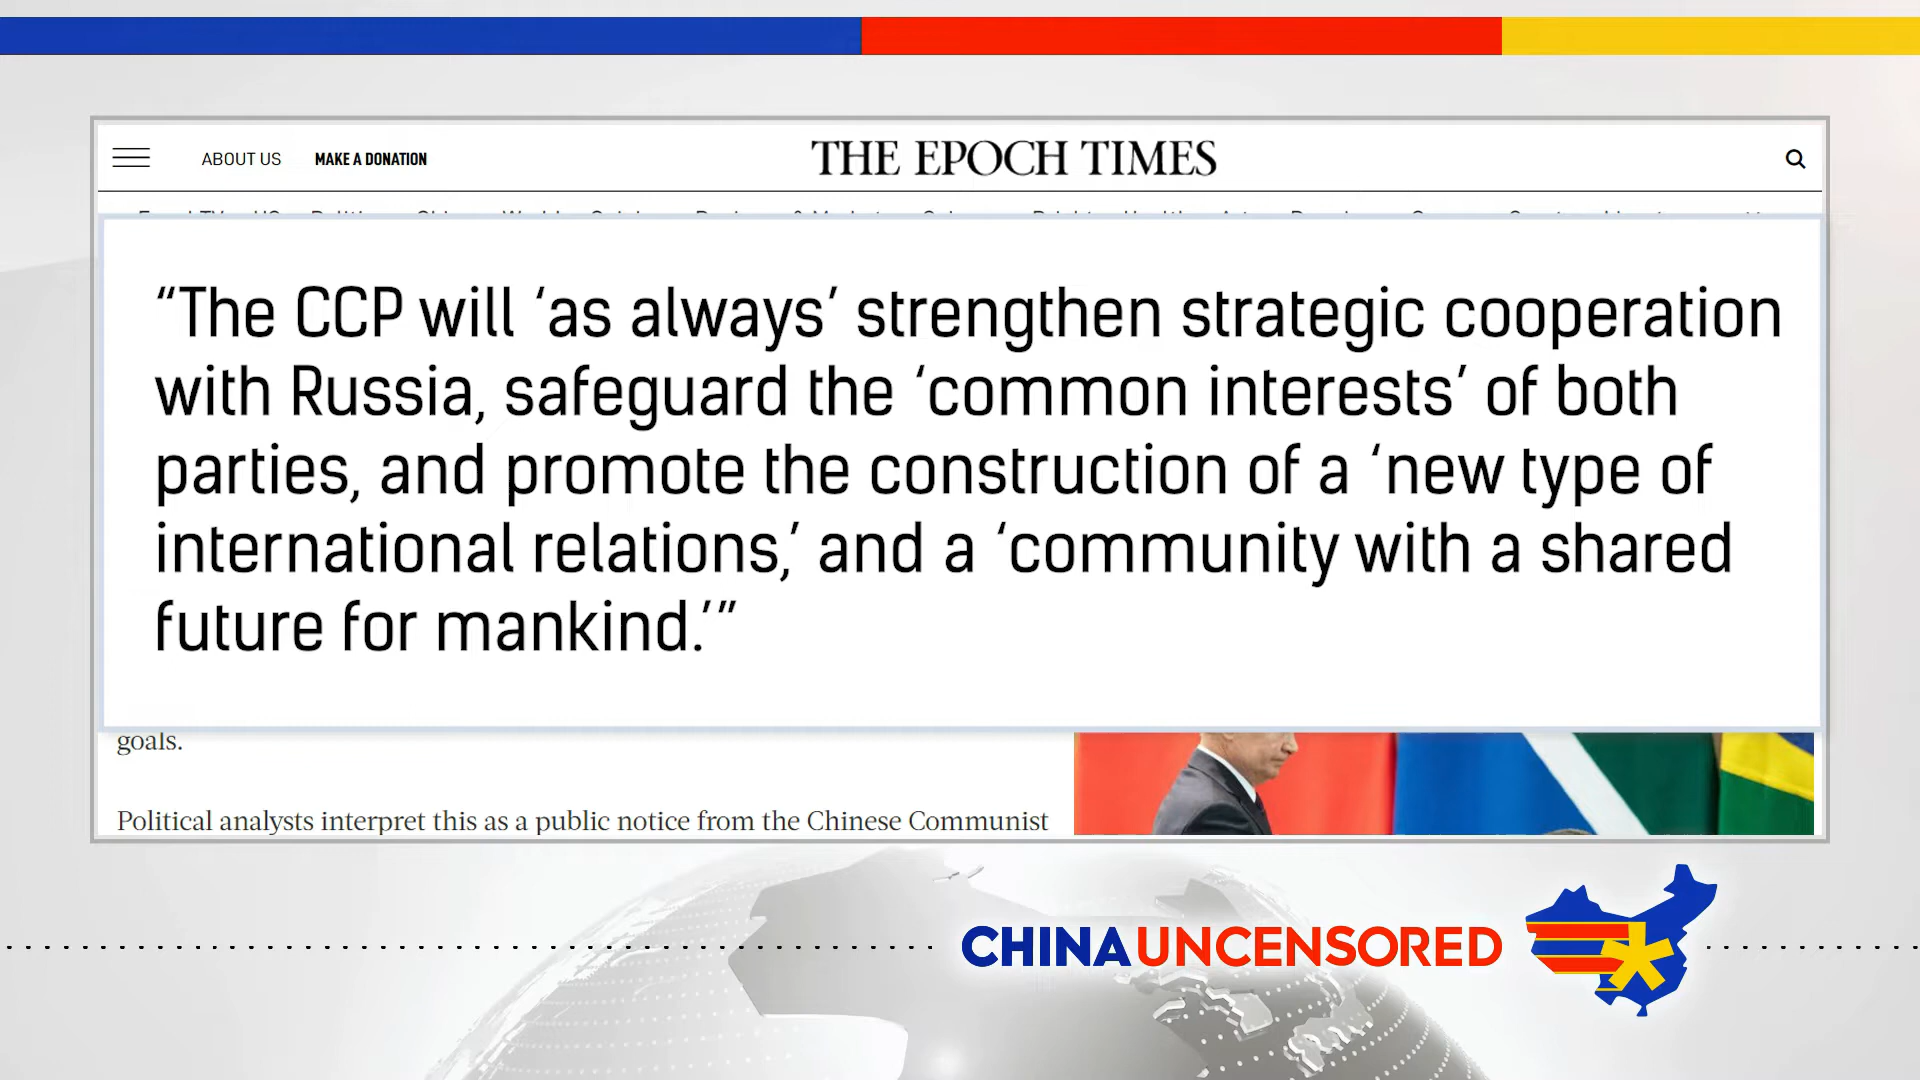 ABOUT US MAKE A DONATION THE EPOCH TIMES
“The CCP will ‘as always’ strengthen strategic cooperation
with Russia, safeguard the ‘common interests’ of both
parties, and promote the construction of a ‘new type of
international relations,’ and a ‘community with a shared
future for mankind.’”
goals.
Political analysts interpret this as a public notice from the Chinese Communist
CHINA UNCENSORED